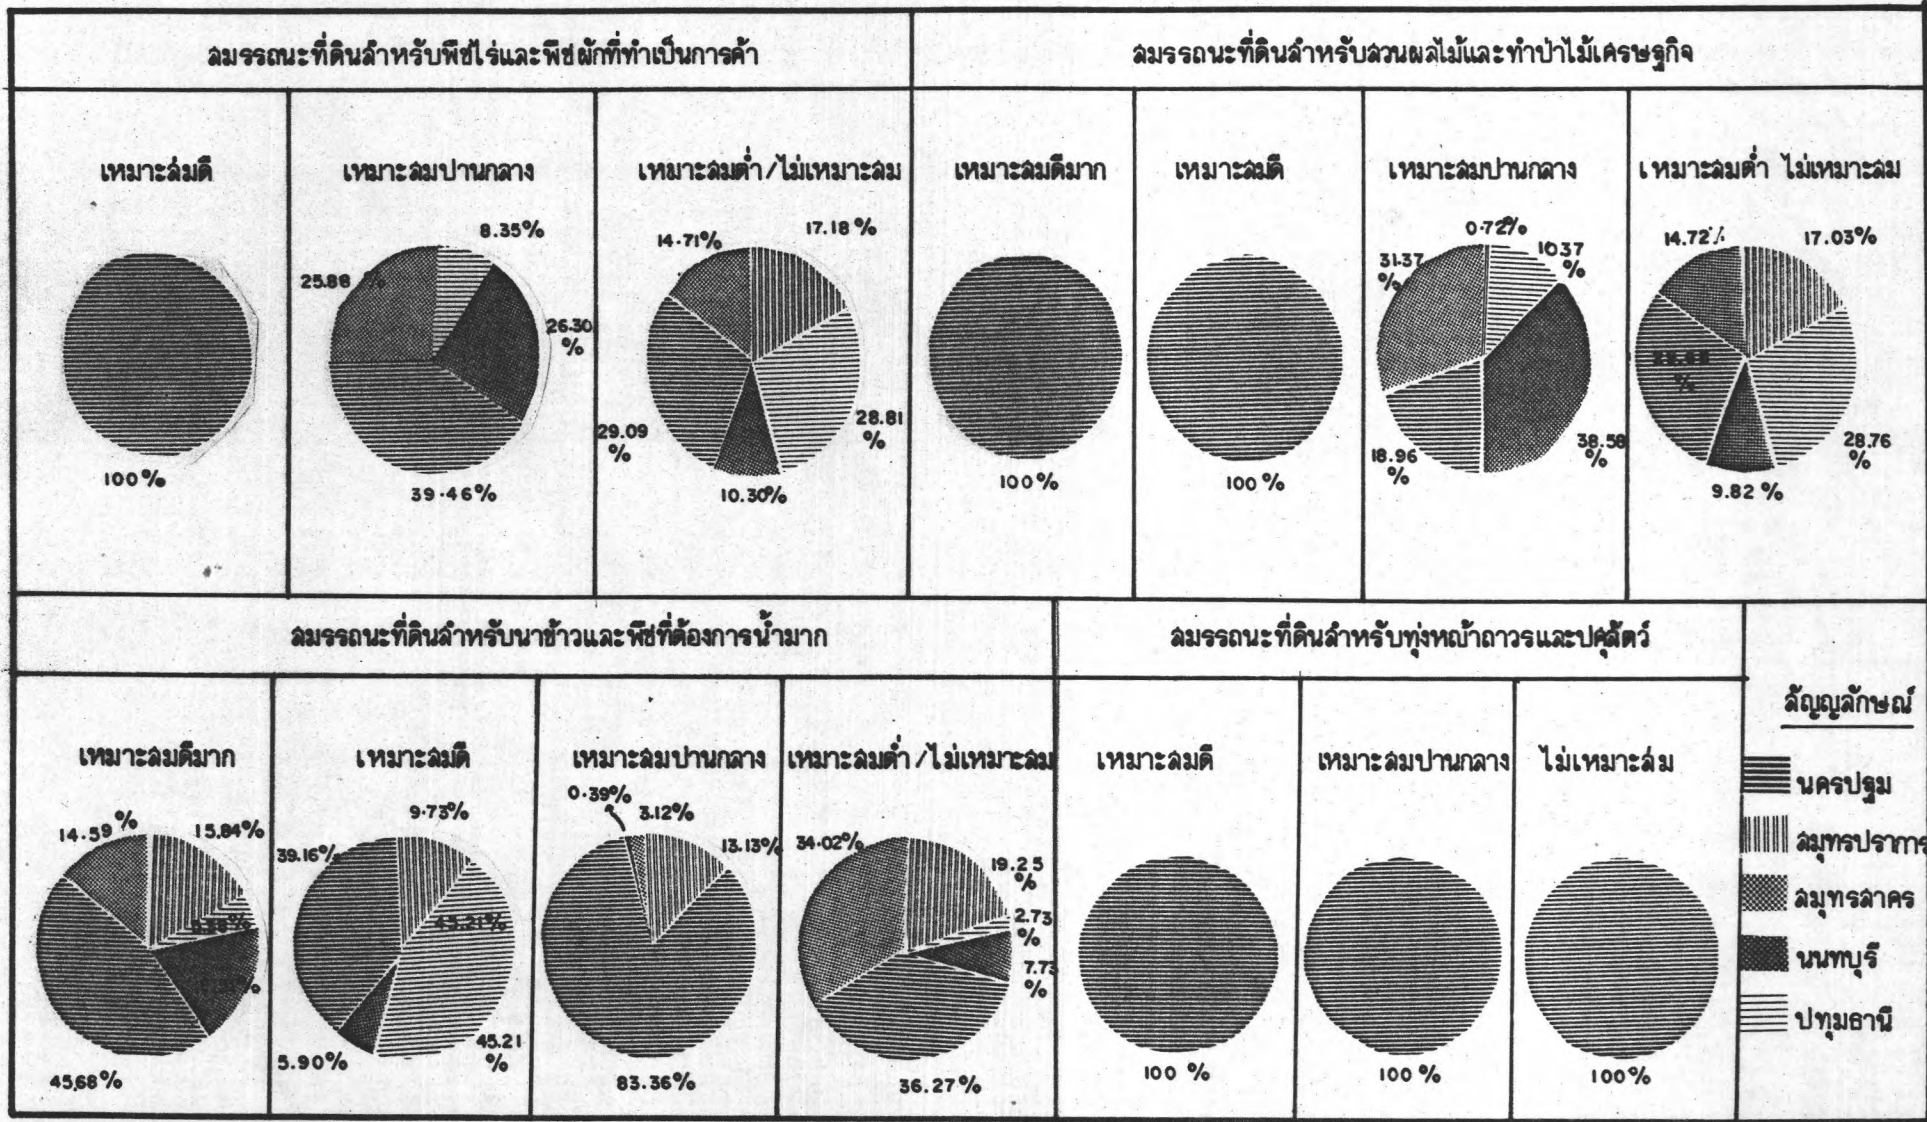 สมรรถนะที่ดินสำหรับพืชไร่และพืชผักที่ทำเป็นการค้า
เหมาะสมดี
100%
เหมาะสมปานกลาง
8.35%
25.88 %
26.30
%
39.46%
เหมาะสมต่ำ/ไม่เหมาะสม
14.71%
17.18%
29.09
%
28.81
%
10.30%
สมรรถนะที่ดินสำหรับสวนผลไม้และทำป่าไม้เศรษฐกิจ
เหมาะสมดีมาก
100%
เหมาะสมดี
100%
เหมาะสมปานกลาง
0.72%
10.37
%
31.37
%
18.96
%
38.58
%
เหมาะสมต่ำ ไม่เหมาะสม
14.72%
17.03%
%
28.76
%
9.82 %
สมรรถนะที่ดินสำหรับนาข้าวและพืชที่ต้องการน้ำมาก
เหมาะสมดีมาก
14.59 %
15.84%
45.68%
เหมาะสมดี
9.73%
39.16%
45.21%
5.90%
45.21
%
เหมาะสมปานกลาง
0.39%
3.12%
13.13%
83.36%
เหมาะสมต่ำ/ไม่เหมาะสม
34.02%
19.25
%
2.73
%
7.73
%
36.27%
สมรรถนะที่ดินสำหรับทุ่งหญ้าถาวรและปศุสัตว์
เหมาะสมดี
100 %
เหมาะสมปานกลาง
100 %
ไม่เหมาะสม
100%
สัญญลักษณ์
นครปฐม
สมุทรปราการ
สมุทรสาคร
นนทบุรี
ปทุมธานี